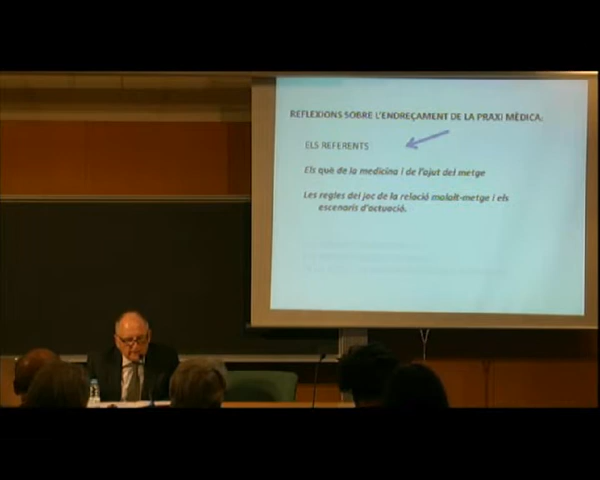 REFLEXIONS SOBRE L'ENDREÇAMENT DE LA PRAXI MÈDICA:
ELS REFERENTS
Els què de la medicina i de l'ajut del metge
Les regles del joc de la relació malalt-metge i els
escenaris d'actuació.